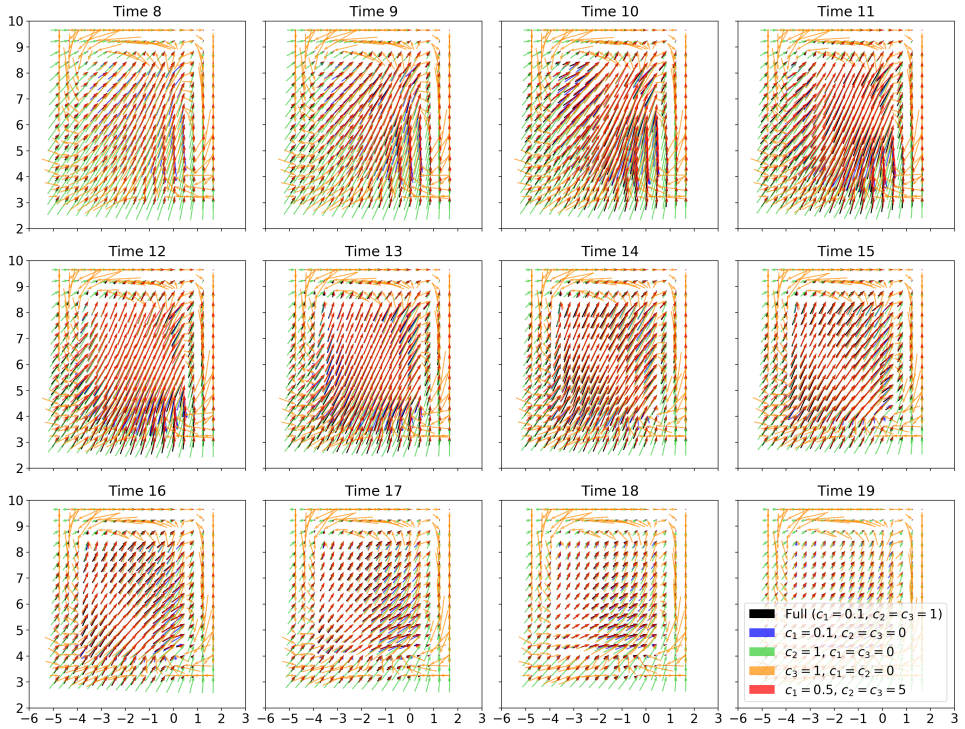 Time 8
Time 9
Time 10
Time 11
10
9
8
7
6
5
4
3
2
Time 12
Time 13
Time 14
Time 15
10
9
8
7
6
5
4
3
2
Time 16
Time 17
Time 18
Time 19
10
9
8
7
6
5
4
3
2
Full (c₁ = 0.1, c₂ = c₃ = 1)
c₁ = 0.1, c₂ = c₃ = 0
c₂ = 1, c₁ = c₃ = 0
c₃ = 1, c₁ = c₂ = 0
c₁ = 0.5, c₂ = c₃ = 5
−6 −5 −4 −3 −2 −1 0 1 2 3
−6 −5 −4 −3 −2 −1 0 1 2 3
−6 −5 −4 −3 −2 −1 0 1 2 3
−6 −5 −4 −3 −2 −1 0 1 2 3